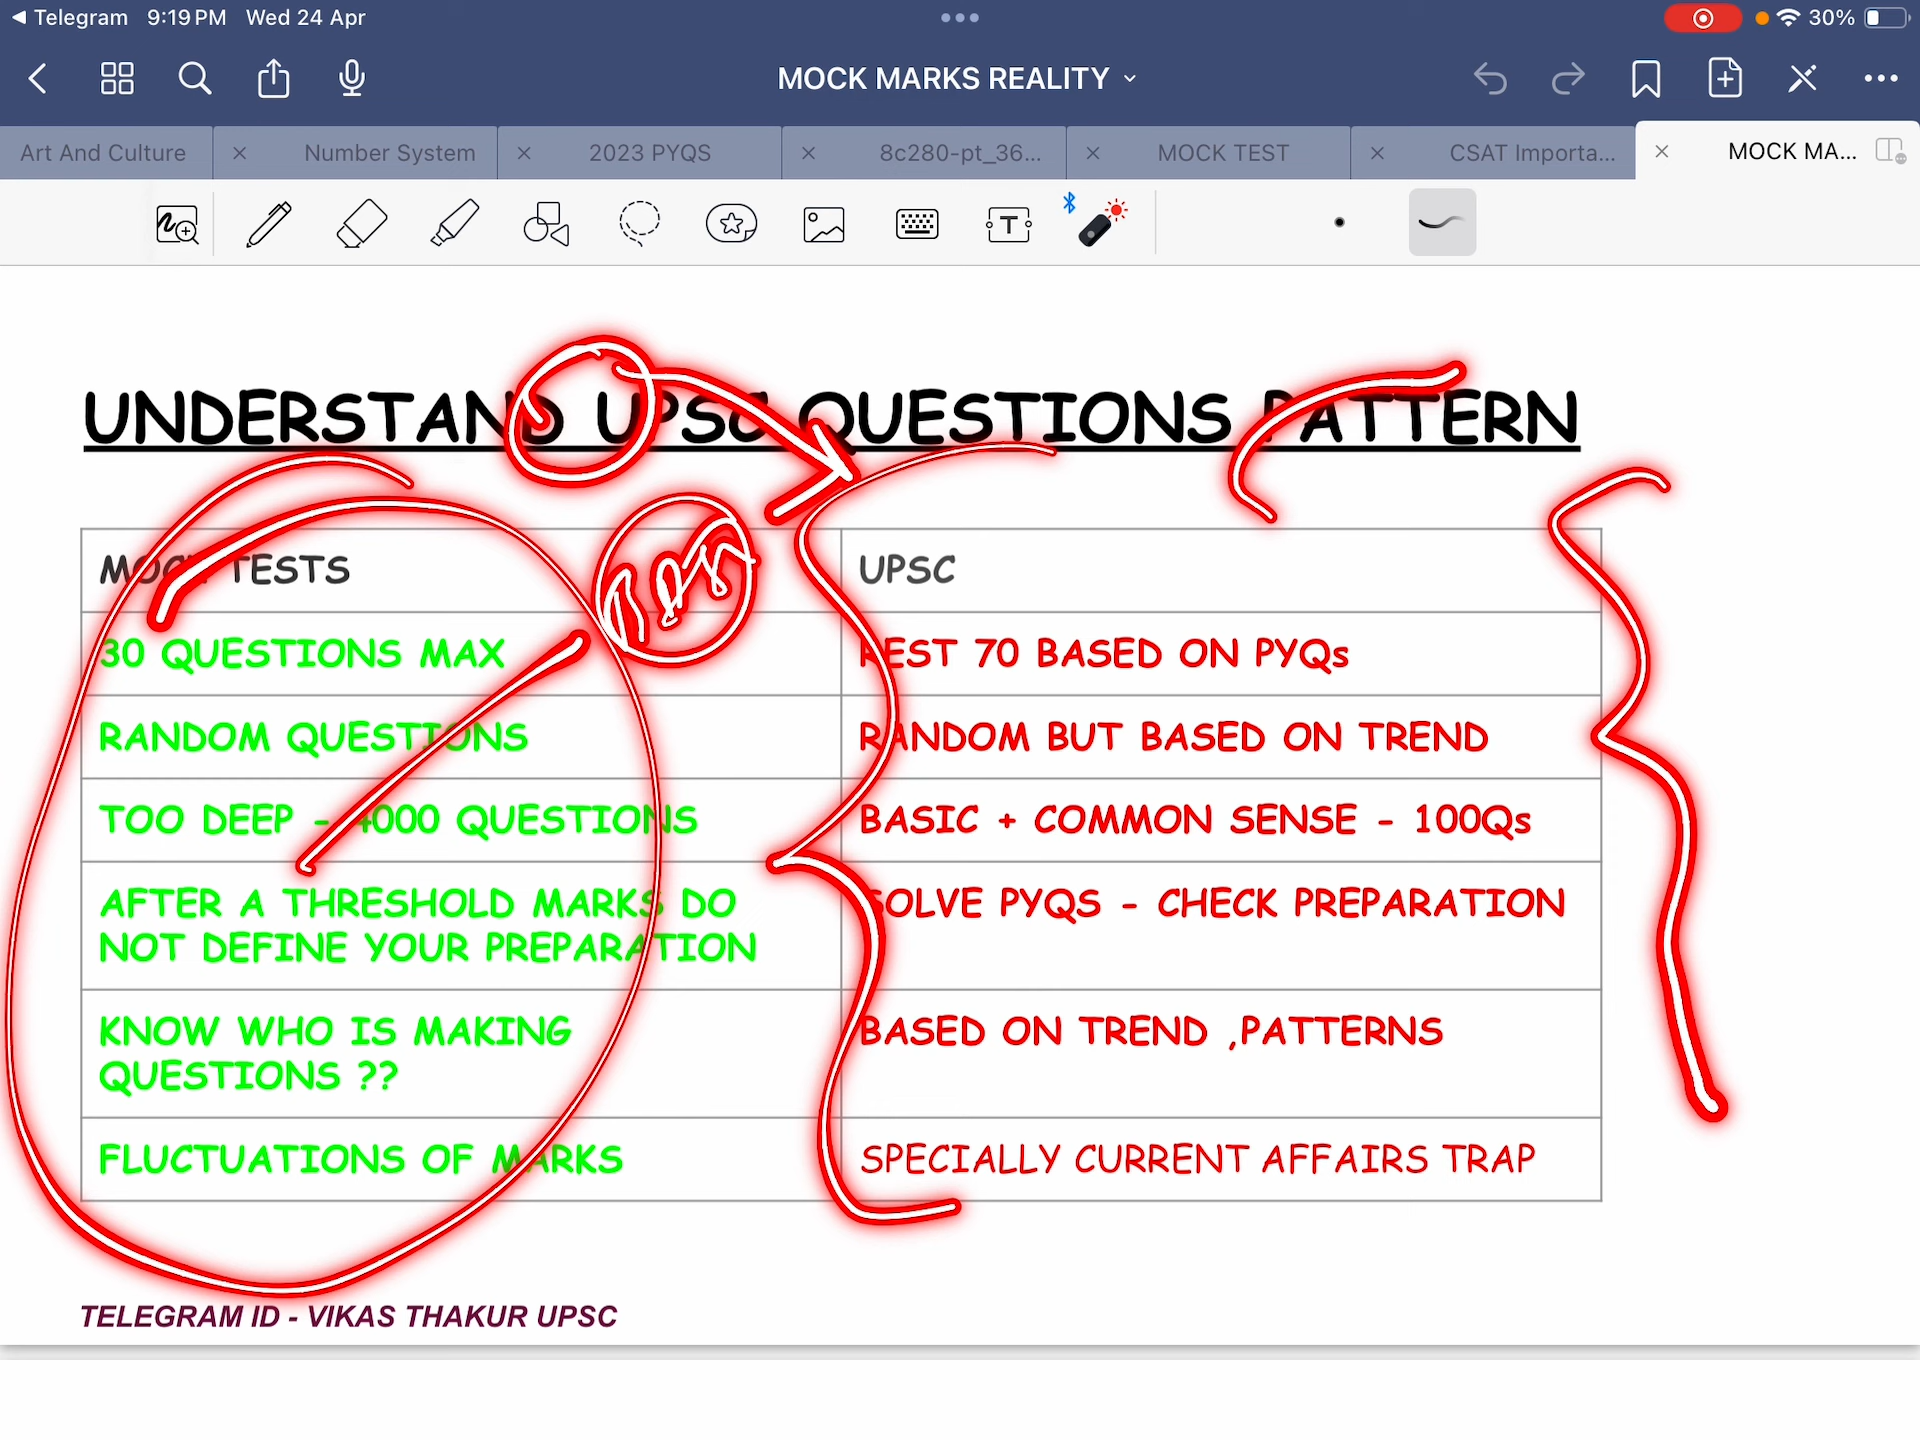 Telegram 9:19 PM Wed 24 Apr 30%
MOCK MARKS REALITY
Art And Culture Number System 2023 PYQS 8c280-pt_36... MOCK TEST CSAT Importa... MOCK MA...
T
UNDERSTAND UPSC QUESTIONS PATTERN
MOCK TESTS UPSC
30 QUESTIONS MAX REST 70 BASED ON PYQs
RANDOM QUESTIONS RANDOM BUT BASED ON TREND
TOO DEEP - 4000 QUESTIONS BASIC + COMMON SENSE - 100Qs
AFTER A THRESHOLD MARKS DO SOLVE PYQS - CHECK PREPARATION
NOT DEFINE YOUR PREPARATION
KNOW WHO IS MAKING BASED ON TREND ,PATTERNS
QUESTIONS ??
FLUCTUATIONS OF MARKS SPECIALLY CURRENT AFFAIRS TRAP
TELEGRAM ID - VIKAS THAKUR UPSC